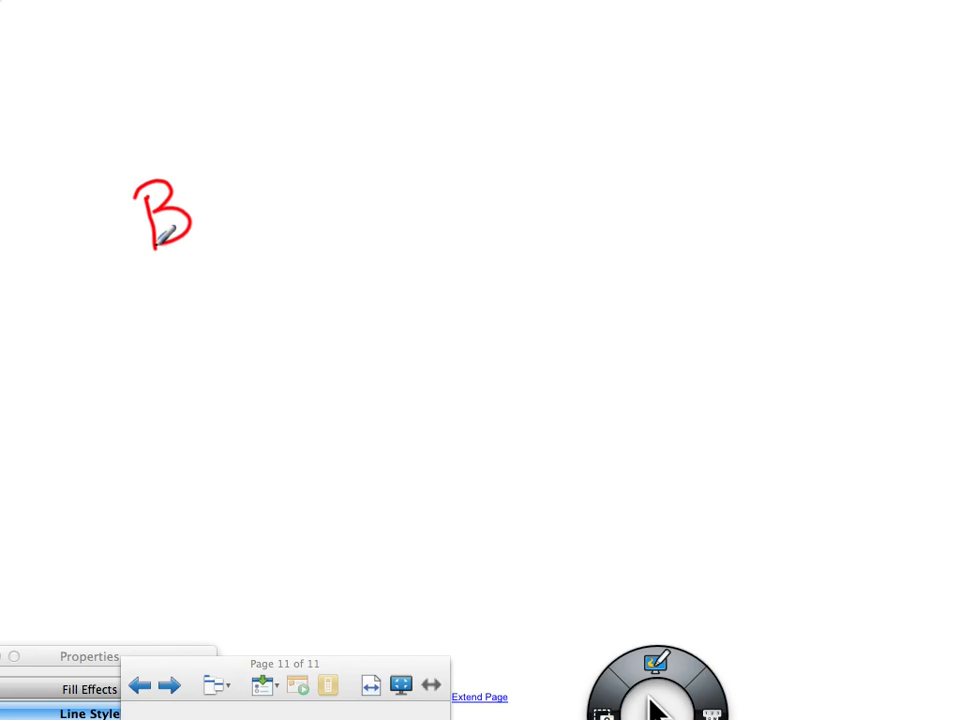 B
Properties
Page 11 of 11
Fill Effects
Extend Page
Line Style